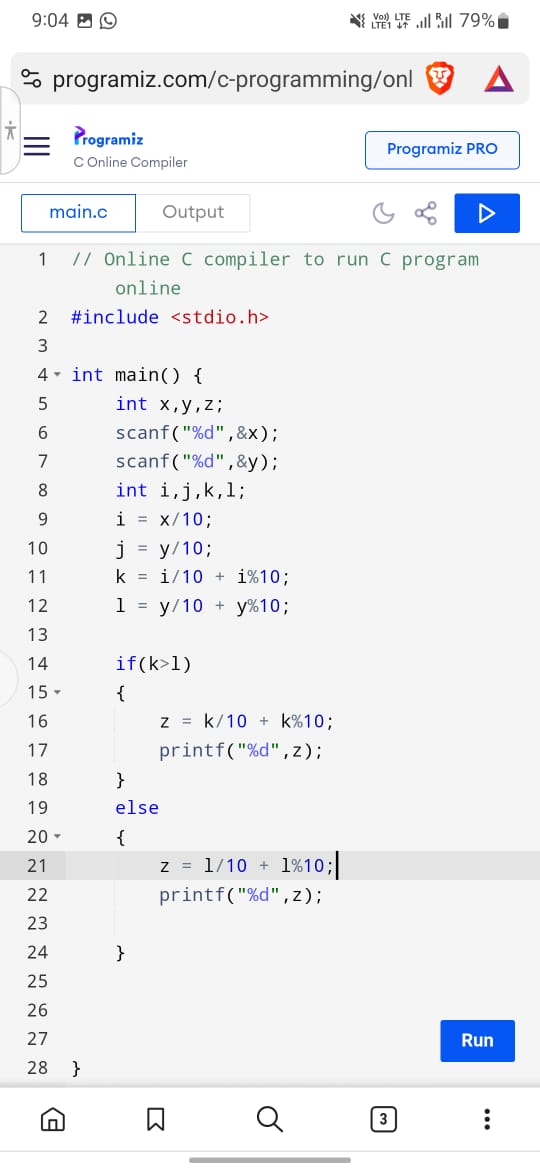 9:04
Vo) LTE
LTE1 ↓↑ R 79%
programiz.com/c-programming/onl
Programiz
C Online Compiler
Programiz PRO
main.c
Output
1 // Online C compiler to run C program
online
2 #include <stdio.h>
3
4 int main() {
5 int x,y,z;
6 scanf("%d",&x);
7 scanf("%d",&y);
8 int i,j,k,l;
9 i = x/10;
10 j = y/10;
11 k = i/10 + i%10;
12 l = y/10 + y%10;
13
14 if(k>l)
15 {
16 z = k/10 + k%10;
17 printf("%d",z);
18 }
19 else
20 {
21 z = l/10 + l%10;
22 printf("%d",z);
23
24 }
25
26
27
28 }
Run
3